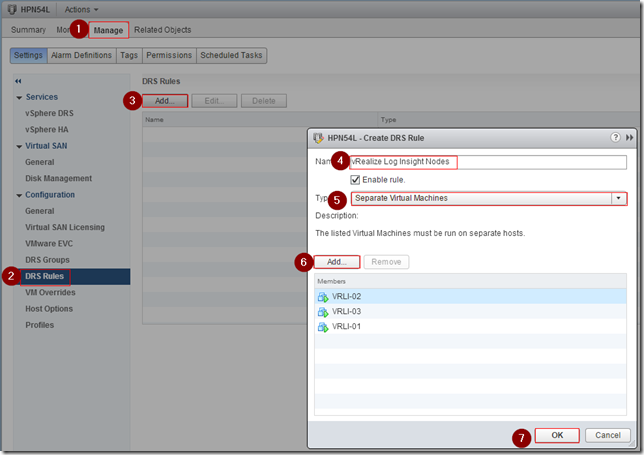 HPN54L Actions
Summary Mo 1 Manage Related Objects
Settings Alarm Definitions Tags Permissions Scheduled Tasks
DRS Rules
Services
vSphere DRS
vSphere HA
Virtual SAN
General
Disk Management
Configuration
General
Virtual SAN Licensing
VMware EVC
DRS Groups
2 DRS Rules
VM Overrides
Host Options
Profiles
3 Add... Edit... Delete
Name Type
HPN54L - Create DRS Rule ?
Nam 4 vRealize Log Insight Nodes
Enable rule.
Typ 5 Separate Virtual Machines
Description:
The listed Virtual Machines must be run on separate hosts.
6 Add... Remove
Members
VRLI-02
VRLI-03
VRLI-01
7 OK Cancel